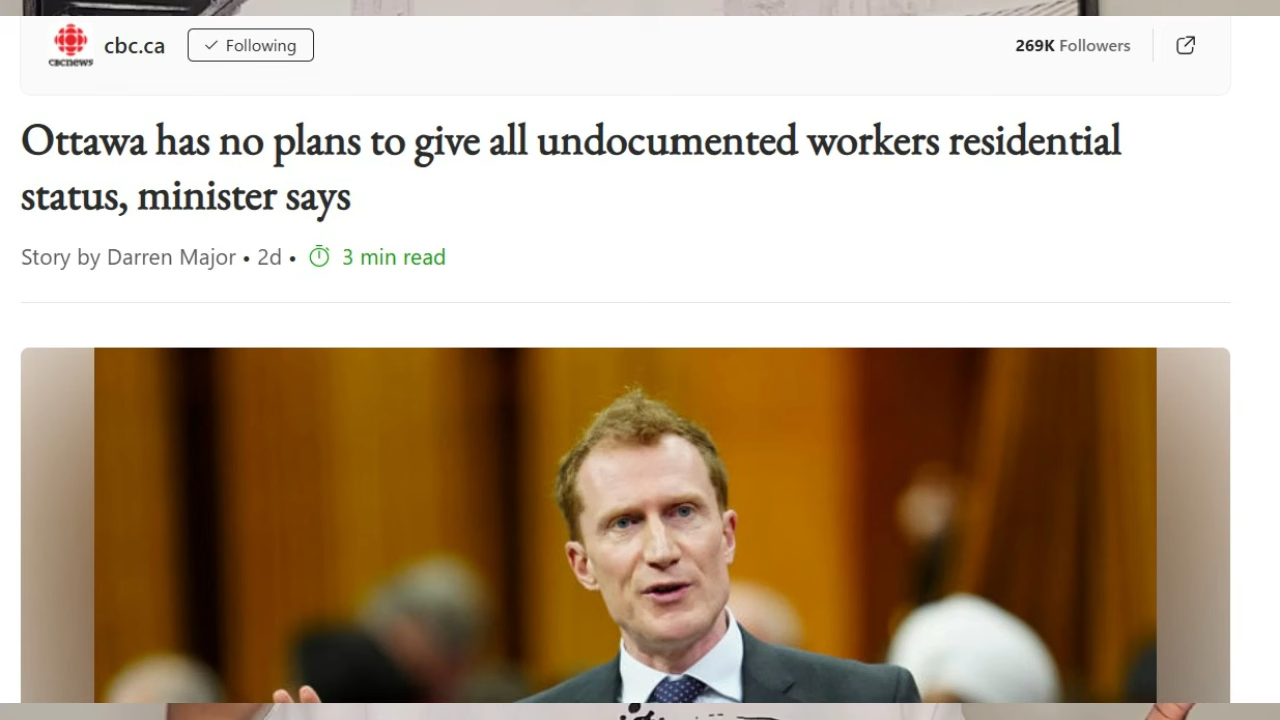 cbc.ca
Following
269K Followers
CBCNEWS
Ottawa has no plans to give all undocumented workers residential
status, minister says
Story by Darren Major • 2d • 3 min read